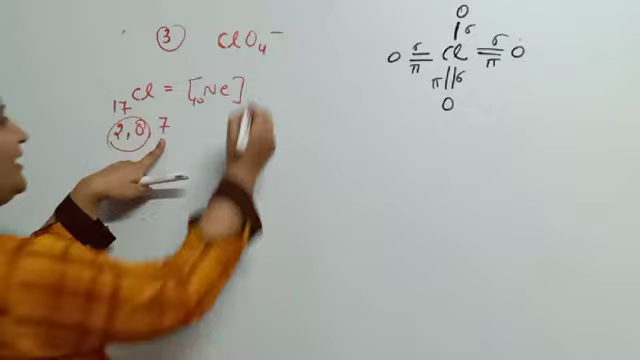 ③ ClO₄⁻
₁₇Cl = [₁₀Ne]
2, 8 7
O
σ
O σ π Cl σ π O
π σ
O